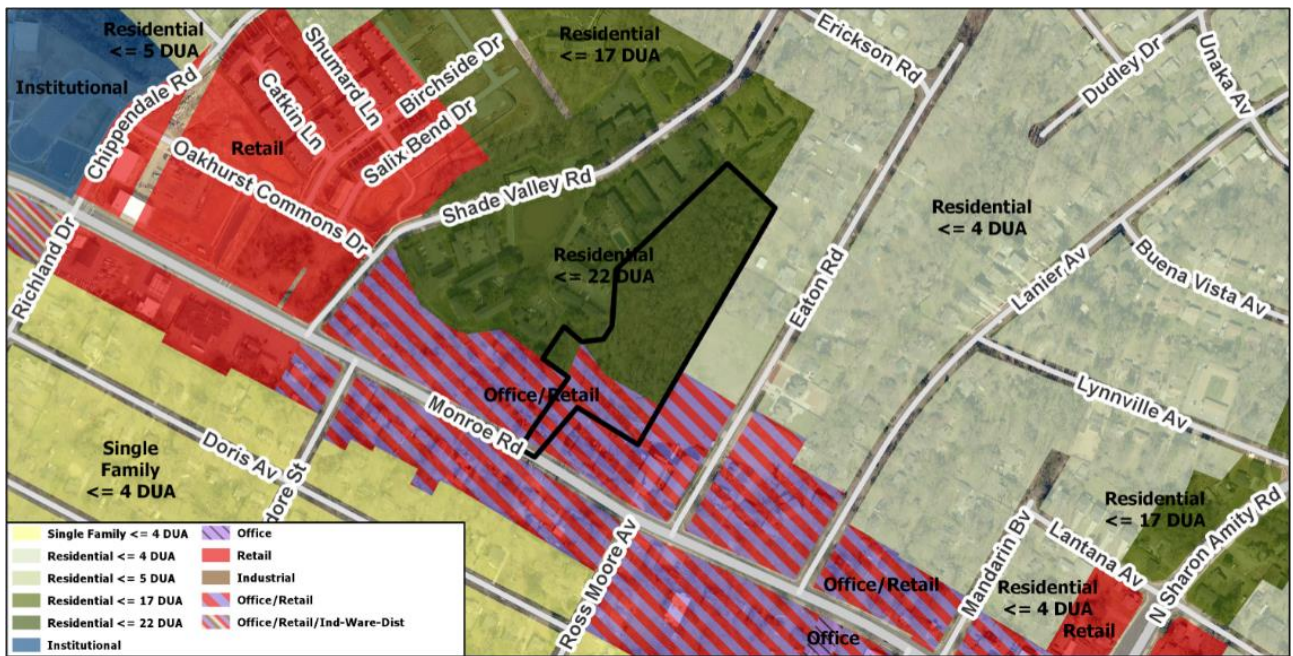 Residential
<= 5 DUA
Institutional
Chippendale Rd
Shumard Ln
Catkin Ln
Birchside Dr
Salix Bend Dr
Retail
Oakhurst Commons Dr
Richland Dr
Residential
<= 17 DUA
Shade Valley Rd
Erickson Rd
Dudley Dr
Unaka Av
Residential
<= 4 DUA
Residential
<= 22 DUA
Eaton Rd
Lanier Av
Buena Vista Av
Lynnville Av
Office/Retail
Monroe Rd
Single
Family
<= 4 DUA
Doris Av
dore St
Ross Moore Av
Residential
<= 17 DUA
N Sharon Amity Rd
Lantana Av
Mandarin Bv
Office/Retail
Residential
<= 4 DUA
Retail
Office
Single Family <= 4 DUA
Residential <= 4 DUA
Residential <= 5 DUA
Residential <= 17 DUA
Residential <= 22 DUA
Institutional
Office
Retail
Industrial
Office/Retail
Office/Retail/Ind-Ware-Dist